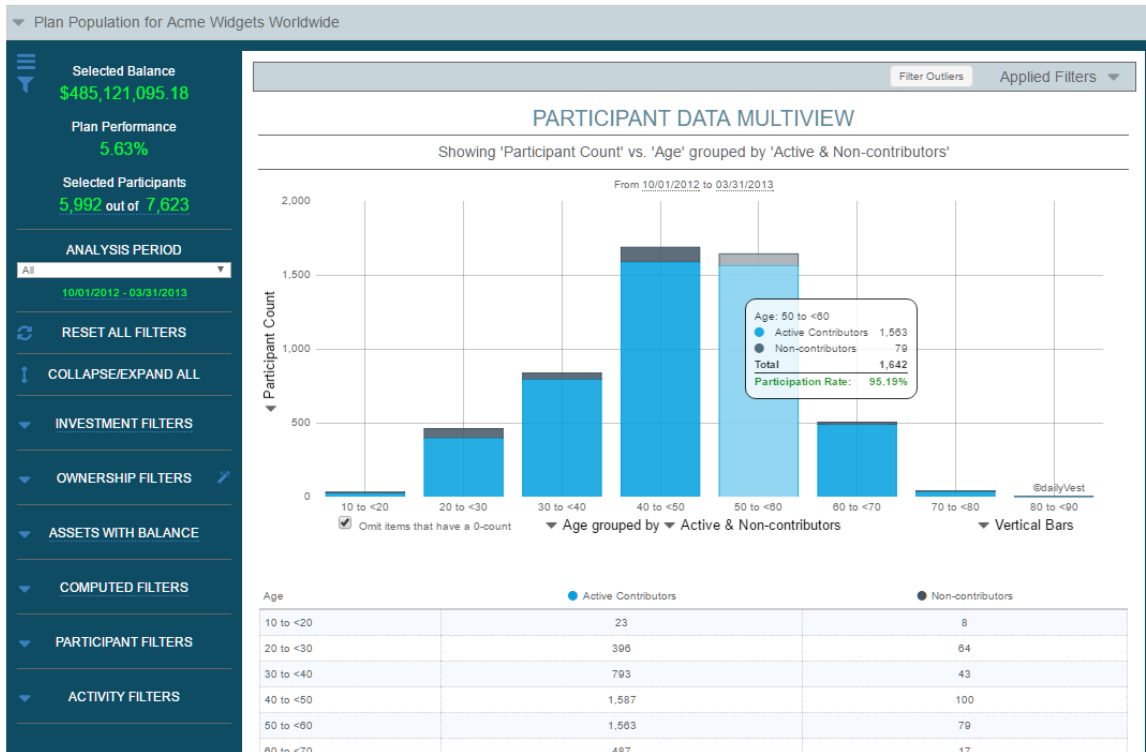 Plan Population for Acme Widgets Worldwide
Selected Balance
$485,121,095.18
Plan Performance
5.63%
Selected Participants
5,992 out of 7,623
ANALYSIS PERIOD
All
10/01/2012 - 03/31/2013
RESET ALL FILTERS
COLLAPSE/EXPAND ALL
INVESTMENT FILTERS
OWNERSHIP FILTERS
ASSETS WITH BALANCE
COMPUTED FILTERS
PARTICIPANT FILTERS
ACTIVITY FILTERS
Filter Outliers Applied Filters
PARTICIPANT DATA MULTIVIEW
Showing 'Participant Count' vs. 'Age' grouped by 'Active & Non-contributors'
From 10/01/2012 to 03/31/2013
Participant Count
2,000
1,500
1,000
500
0
Age: 50 to <60
Active Contributors 1,563
Non-contributors 79
Total 1,642
Participation Rate: 95.19%
©dailyVest
10 to <20 20 to <30 30 to <40 40 to <50 50 to <60 60 to <70 70 to <80 80 to <90
Omit items that have a 0-count Age grouped by Active & Non-contributors Vertical Bars
Age Active Contributors Non-contributors
10 to <20 23 8
20 to <30 396 64
30 to <40 793 43
40 to <50 1,587 100
50 to <60 1,563 79
60 to <70 487 17